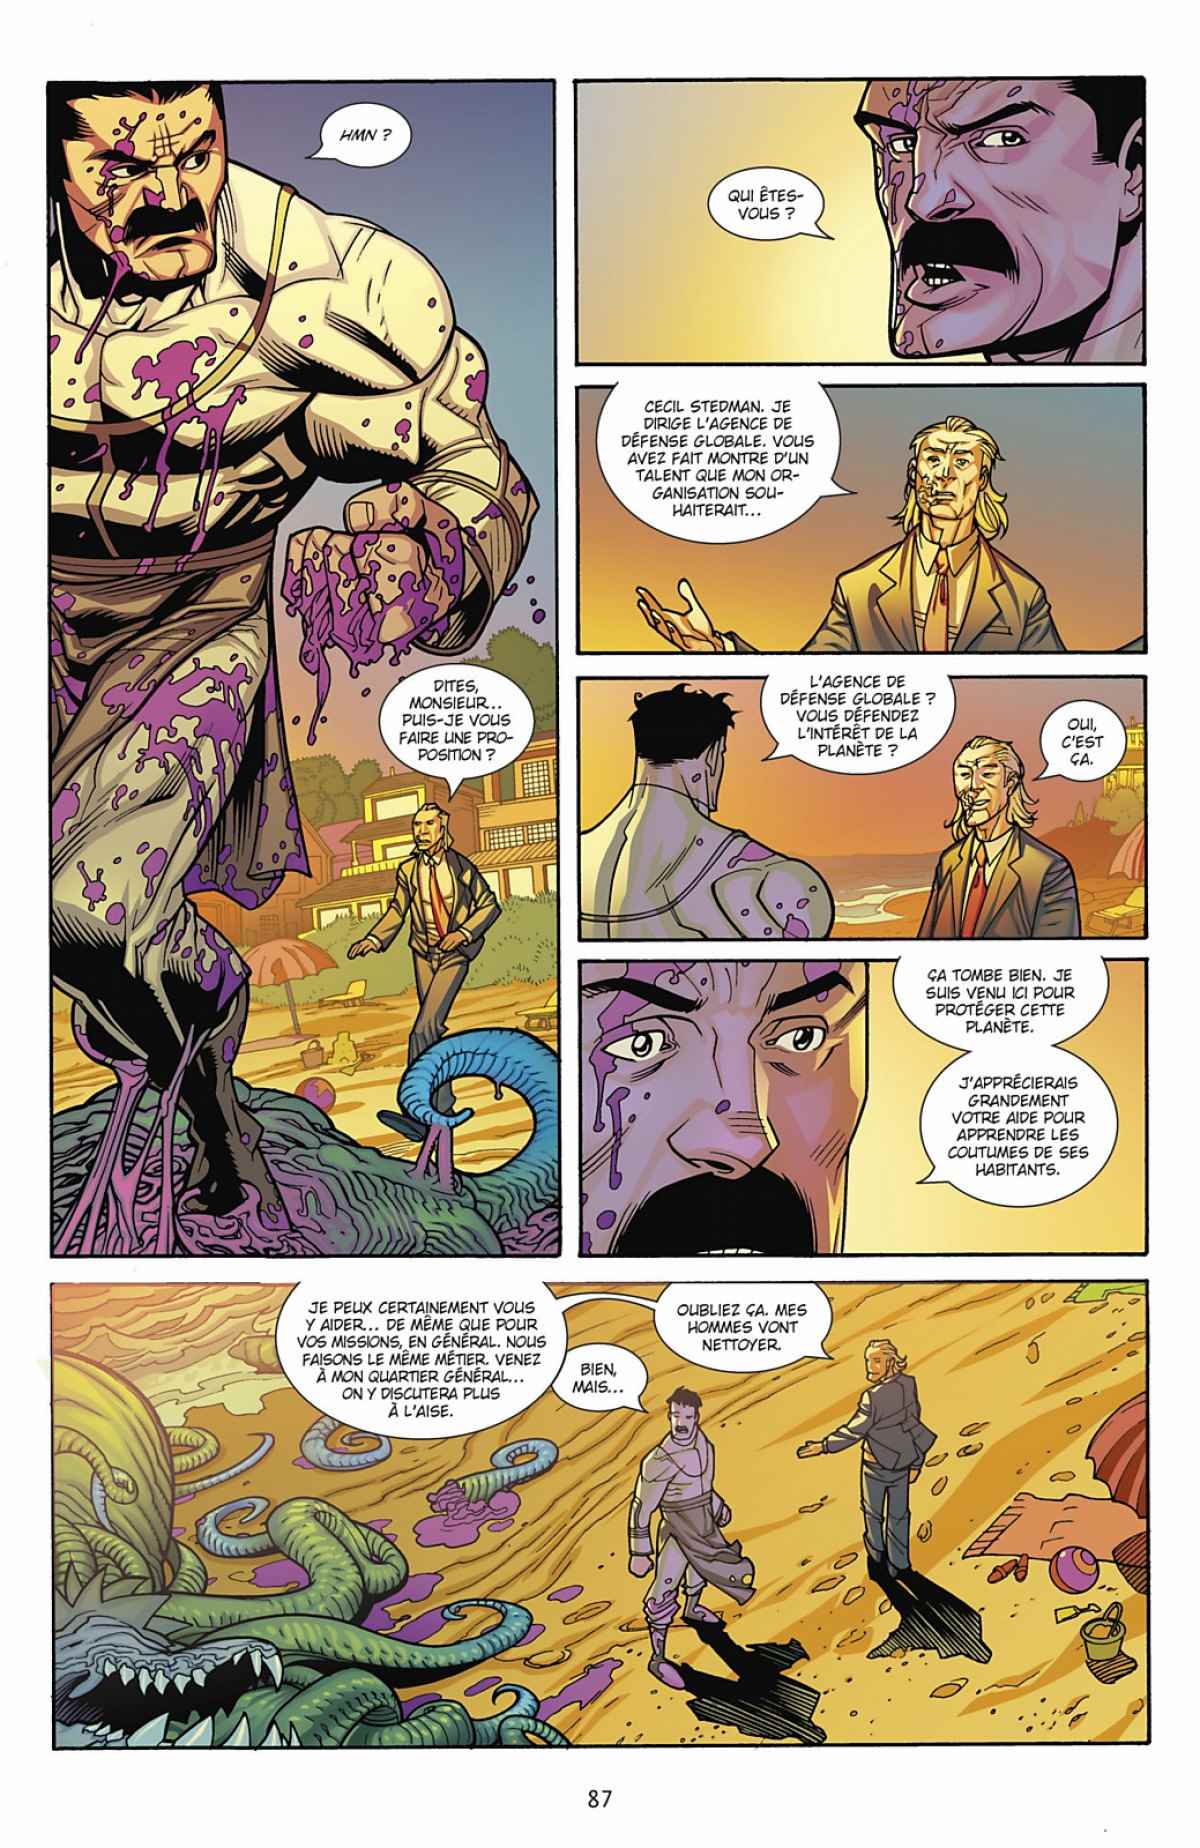 HMN ?
DITES,
MONSIEUR...
PUIS-JE VOUS
FAIRE UNE PRO-
POSITION ?
QUI ÊTES-
VOUS ?
CECIL STEDMAN. JE
DIRIGE L'AGENCE DE
DÉFENSE GLOBALE. VOUS
AVEZ FAIT MONTRE D'UN
TALENT QUE MON OR-
GANISATION SOU-
HAITERAIT...
L'AGENCE DE
DÉFENSE GLOBALE ?
VOUS DÉFENDEZ
L'INTÉRÊT DE LA
PLANÈTE ?
OUI,
C'EST
ÇA.
ÇA TOMBE BIEN. JE
SUIS VENU ICI POUR
PROTÉGER CETTE
PLANÈTE.
J'APPRÉCIERAIS
GRANDEMENT
VOTRE AIDE POUR
APPRENDRE LES
COUTUMES DE SES
HABITANTS.
JE PEUX CERTAINEMENT VOUS
Y AIDER... DE MÊME QUE POUR
VOS MISSIONS, EN GÉNÉRAL. NOUS
FAISONS LE MÊME MÉTIER. VENEZ
À MON QUARTIER GÉNÉRAL...
ON Y DISCUTERA PLUS
À L'AISE.
BIEN,
MAIS...
OUBLIEZ ÇA. MES
HOMMES VONT
NETTOYER.
87